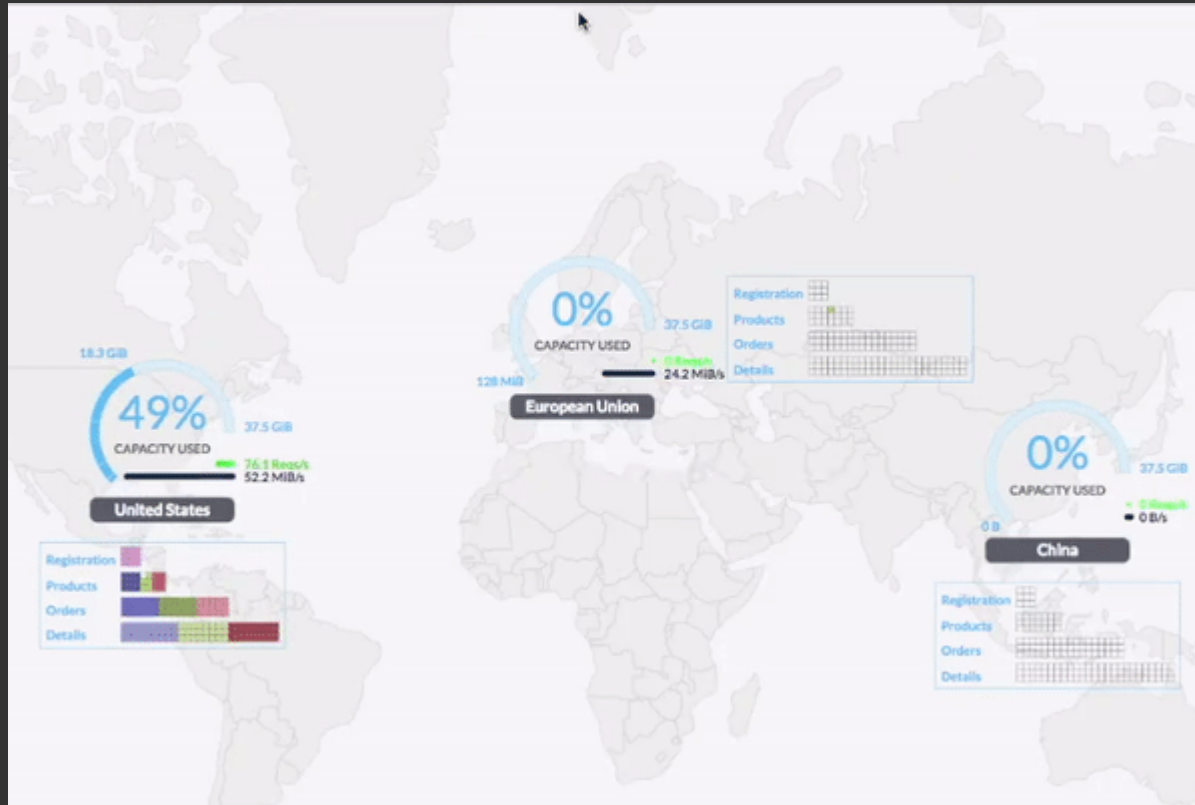 18.3 GiB
49%
CAPACITY USED
37.5 GiB
76.1 Reqs/s
52.2 MiB/s
United States
Registration
Products
Orders
Details
0%
CAPACITY USED
37.5 GiB
128 MiB
0 Reqs/s
24.2 MiB/s
European Union
Registration
Products
Orders
Details
0%
CAPACITY USED
37.5 GiB
0 B
0 Reqs/s
0 B/s
China
Registration
Products
Orders
Details